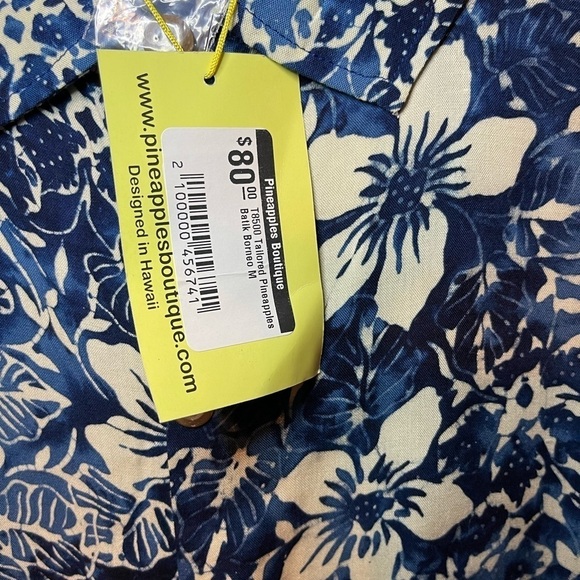 www.pineapplesboutique.com
Designed in Hawaii
Pineapples Boutique
T8500 Tailored Pineapples
Batik Borneo M
$80.00
2 100000 456741